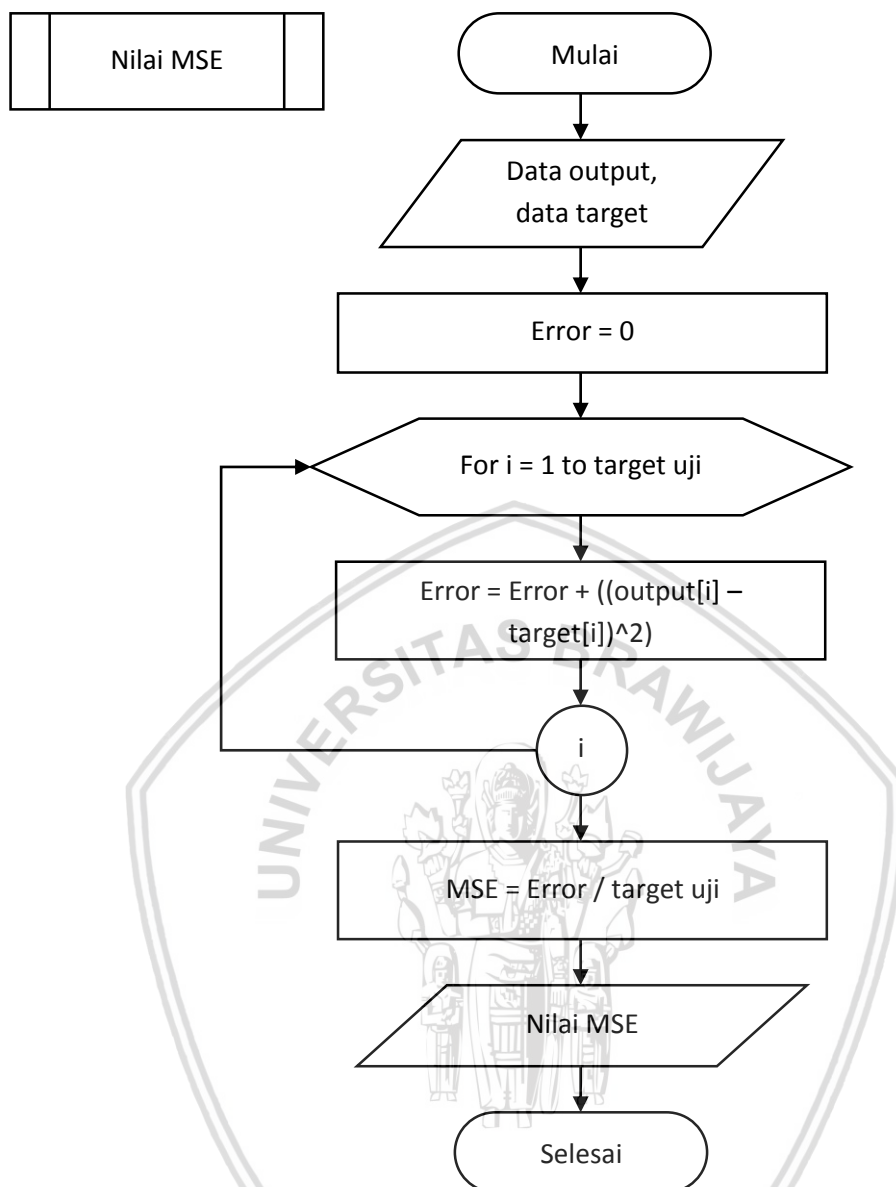 Nilai MSE
Mulai
Data output,
data target
Error = 0
For i = 1 to target uji
Error = Error + ((output[i] –
target[i])^2)
i
MSE = Error / target uji
Nilai MSE
Selesai
UNIVERSITAS BRAWIJAYA